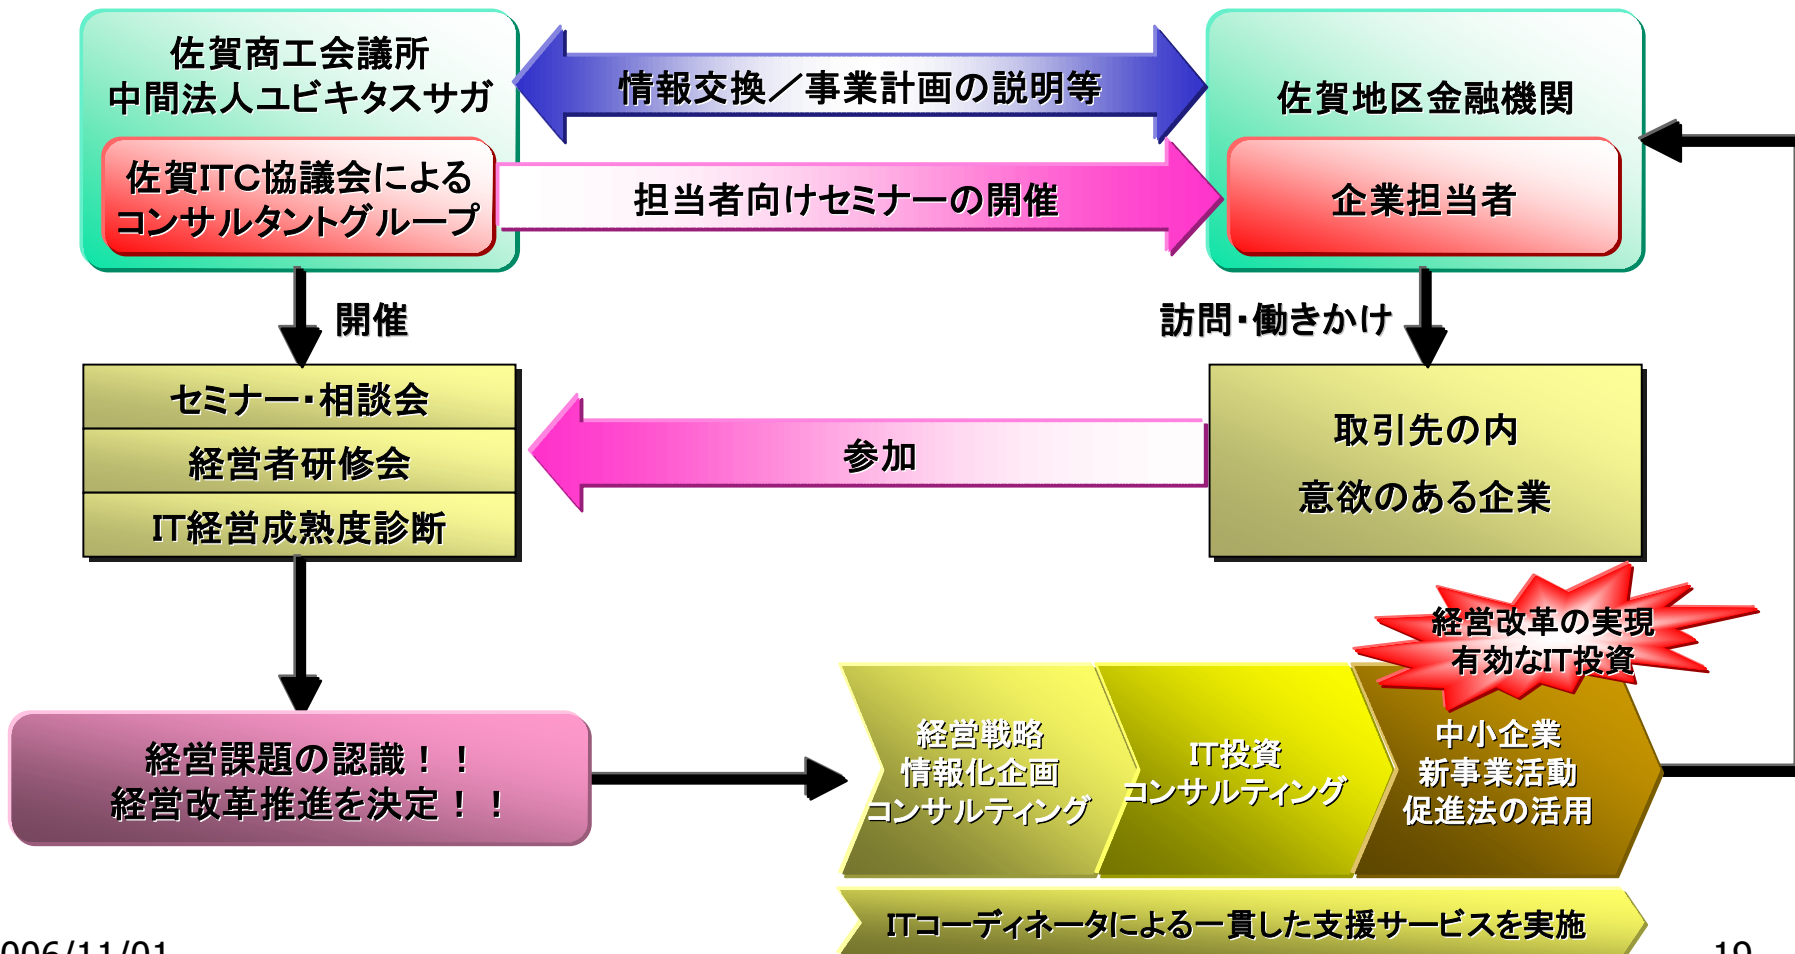 佐賀商工会議所
中間法人ユビキタスサガ
佐賀ITC協議会による
コンサルタントグループ
情報交換／事業計画の説明等
担当者向けセミナーの開催
佐賀地区金融機関
企業担当者
開催
訪問・働きかけ
セミナー・相談会
経営者研修会
IT経営成熟度診断
参加
取引先の内
意欲のある企業
経営改革の実現
有効なIT投資
経営課題の認識！！
経営改革推進を決定！！
経営戦略
情報化企画
コンサルティング
IT投資
コンサルティング
中小企業
新事業活動
促進法の活用
ITコーディネータによる一貫した支援サービスを実施
006/11/01
19